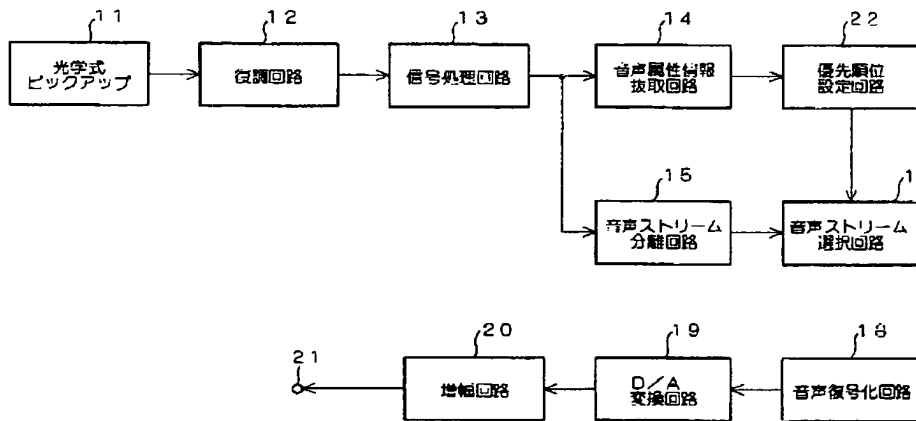 11
12
13
14
22
光学式
ピックアップ
復調回路
信号処理回路
音声属性情報
抜取回路
優先順位
設定回路
15
1
音声ストリーム
分離回路
音声ストリーム
選択回路
21
20
19
18
増幅回路
D/A
変換回路
音声復号化回路